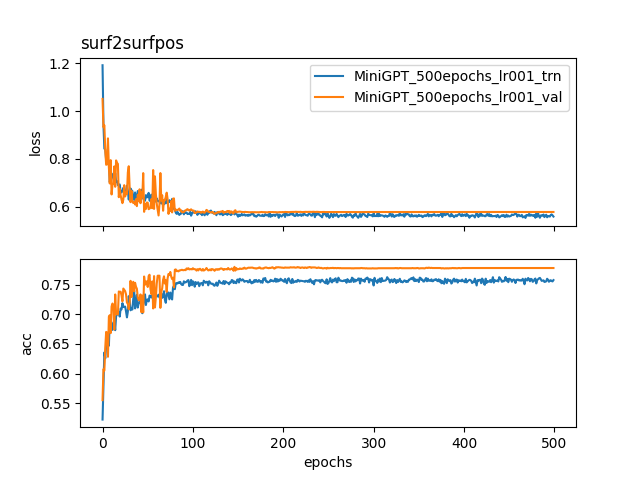 surf2surfpos
1.2
1.0
0.8
0.6
loss
MiniGPT_500epochs_lr001_trn
MiniGPT_500epochs_lr001_val
0.75
0.70
0.65
0.60
0.55
acc
0 100 200 300 400 500
epochs